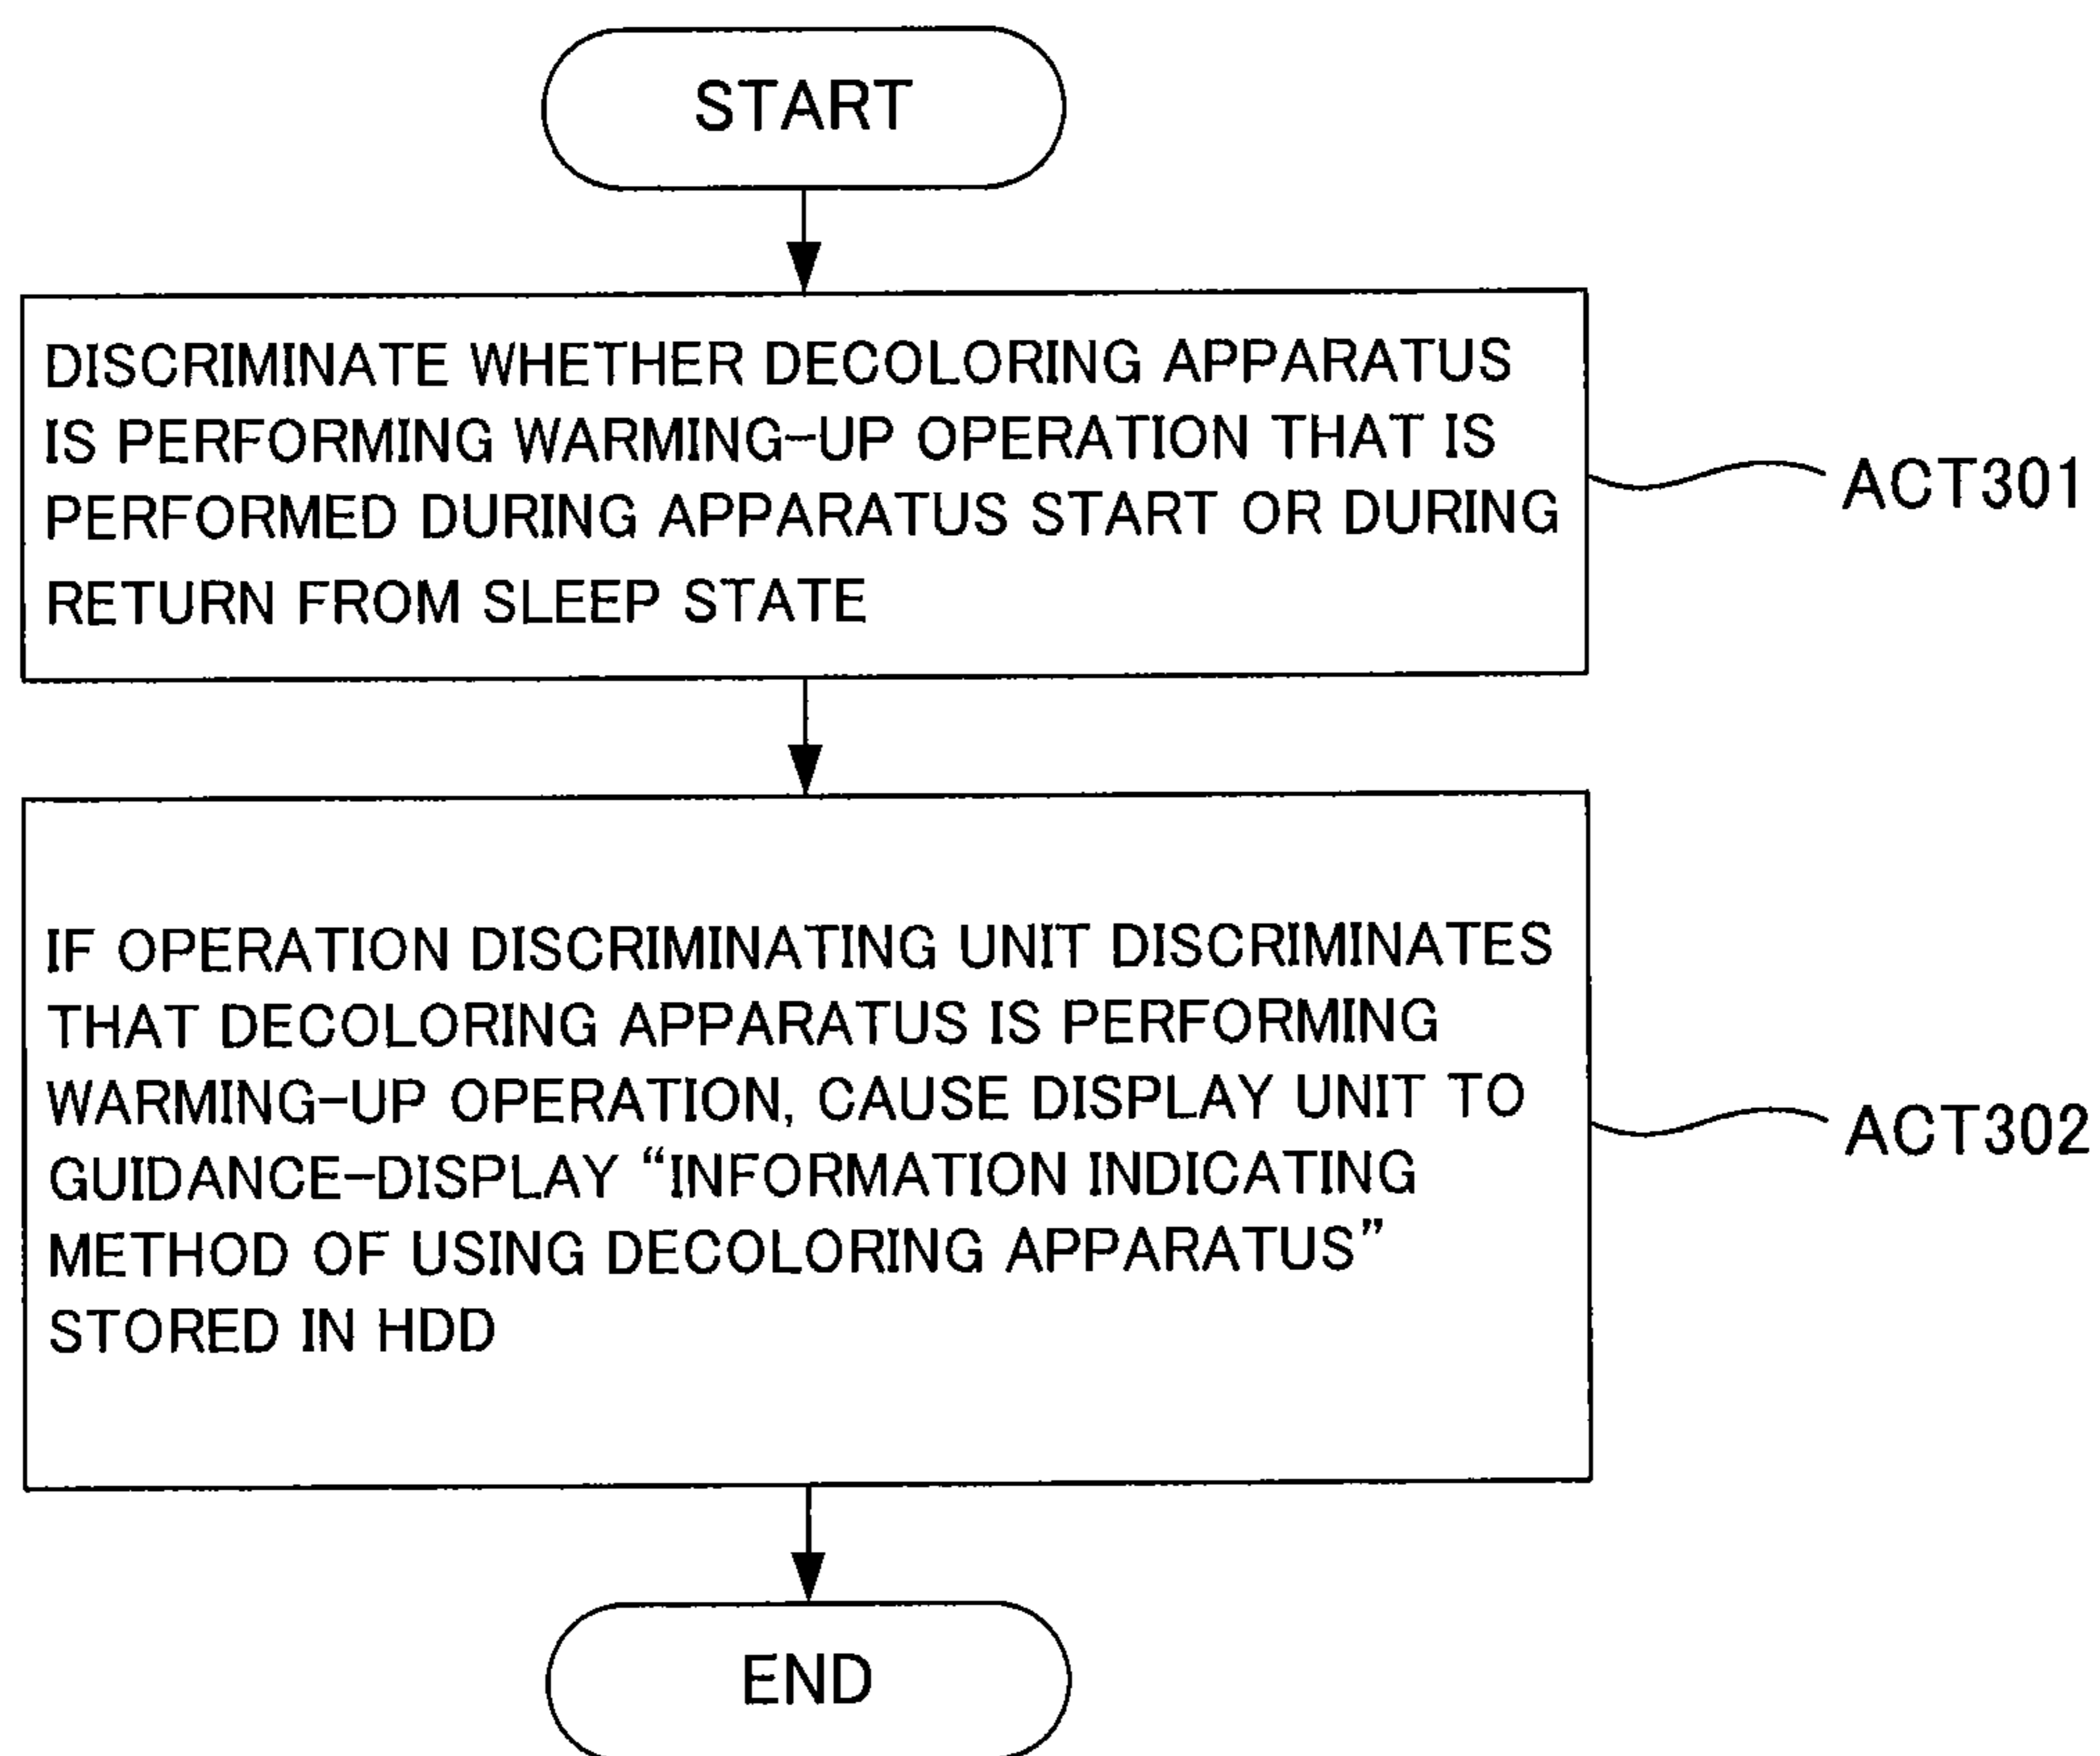 START
DISCRIMINATE WHETHER DECOLORING APPARATUS
IS PERFORMING WARMING-UP OPERATION THAT IS
PERFORMED DURING APPARATUS START OR DURING
RETURN FROM SLEEP STATE
ACT301
IF OPERATION DISCRIMINATING UNIT DISCRIMINATES
THAT DECOLORING APPARATUS IS PERFORMING
WARMING-UP OPERATION, CAUSE DISPLAY UNIT TO
GUIDANCE-DISPLAY “INFORMATION INDICATING
METHOD OF USING DECOLORING APPARATUS”
STORED IN HDD
ACT302
END